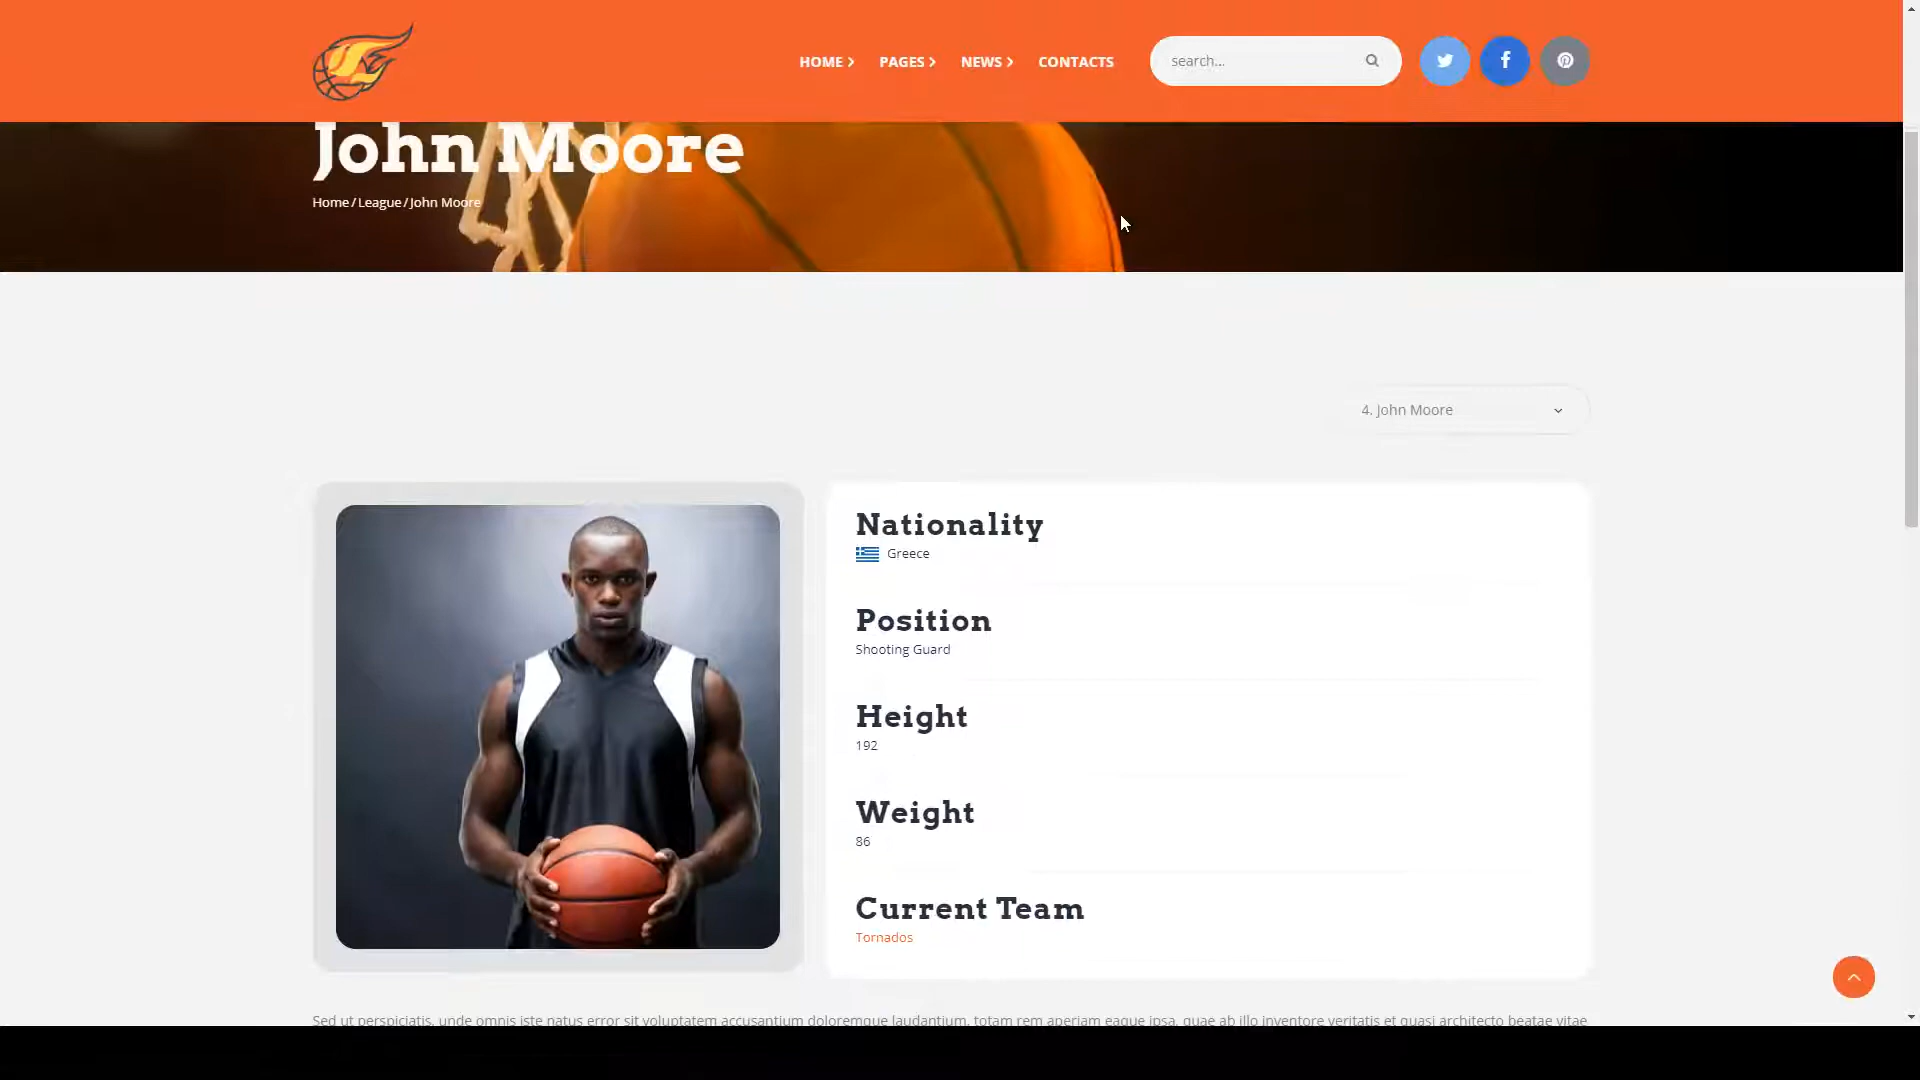 HOME PAGES NEWS CONTACTS search...
John Moore
Home / League / John Moore
4. John Moore
Nationality
Greece
Position
Shooting Guard
Height
192
Weight
86
Current Team
Tornados
Sed ut perspiciatis, unde omnis iste natus error sit voluptatem accusantium doloremque laudantium, totam rem aperiam eaque ipsa, quae ab illo inventore veritatis et quasi architecto beatae vitae